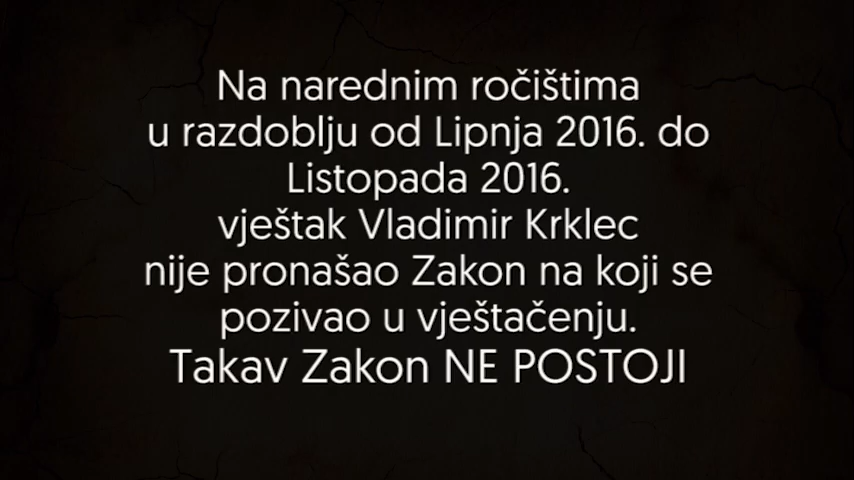 Na narednim ročištima
u razdoblju od Lipnja 2016. do
Listopada 2016.
vještak Vladimir Krklec
nije pronašao Zakon na koji se
pozivao u vještačenju.
Takav Zakon NE POSTOJI